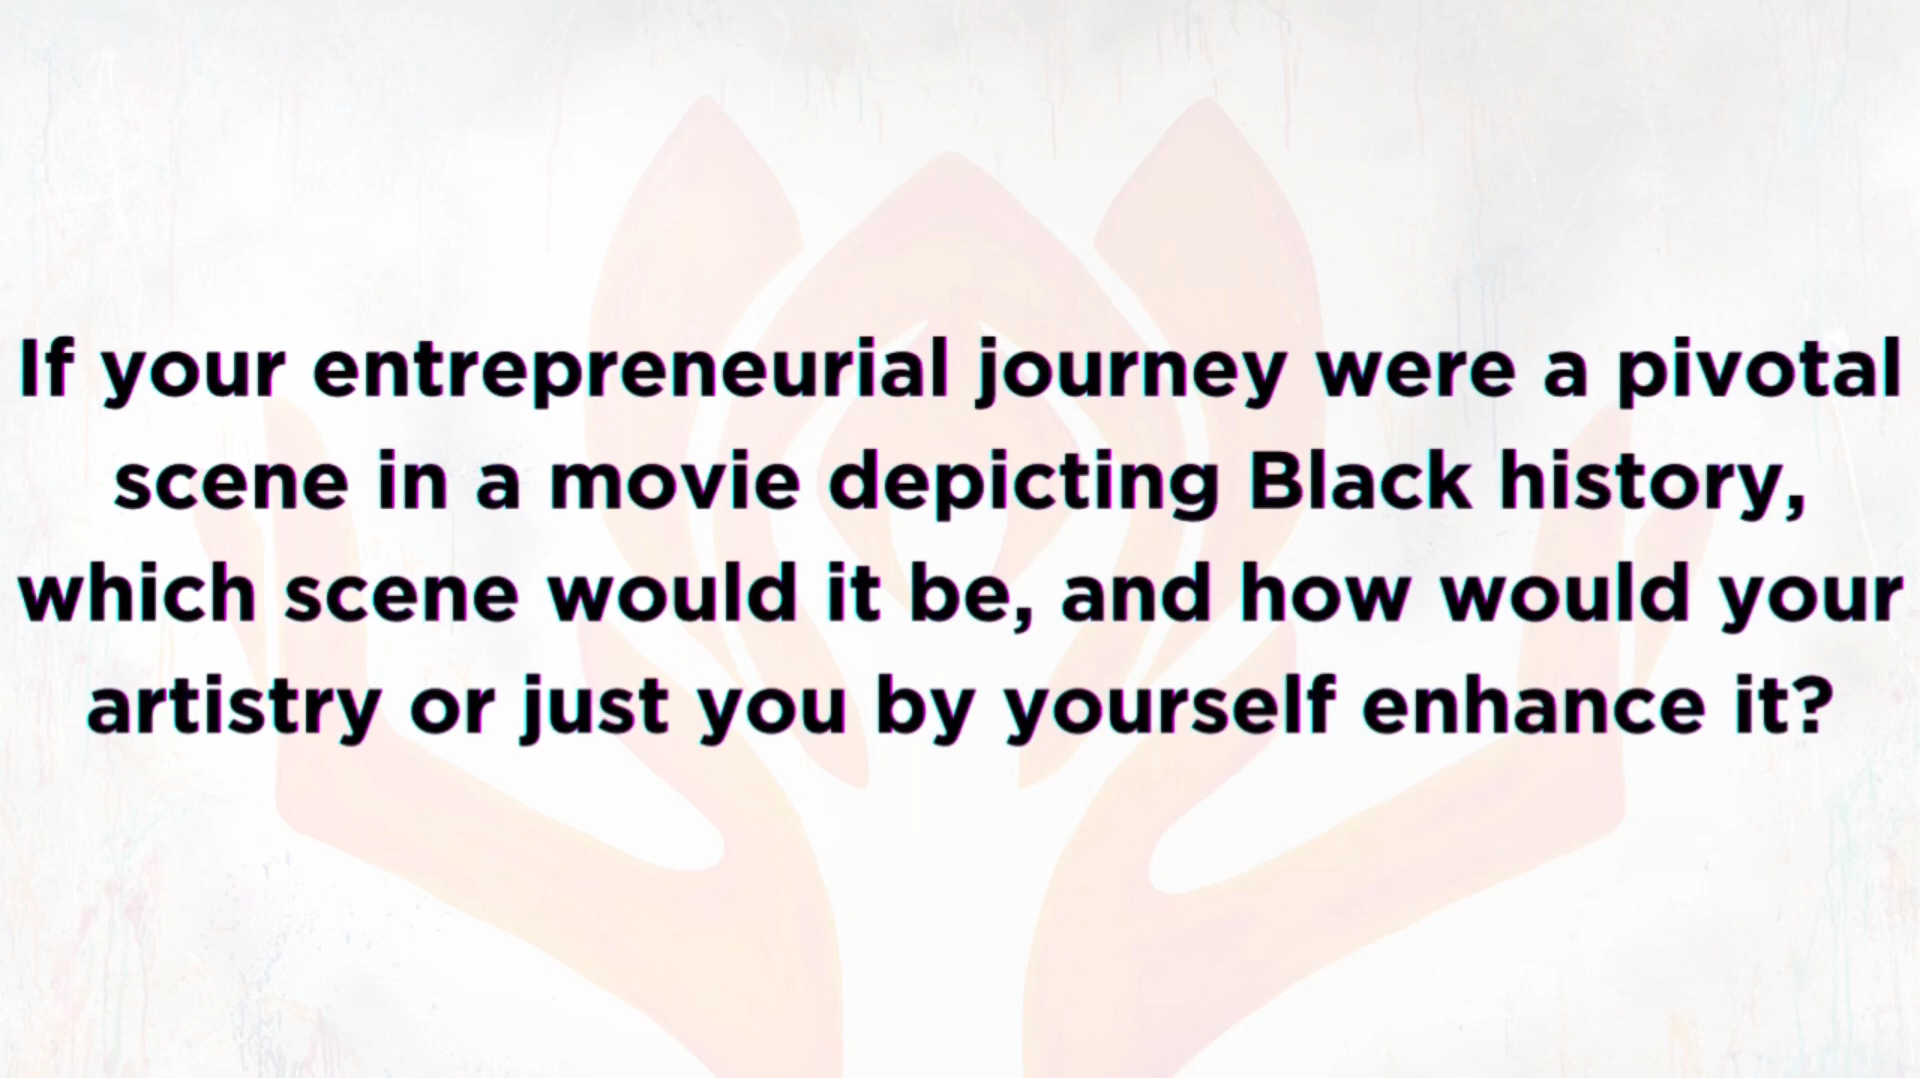 If your entrepreneurial journey were a pivotal
scene in a movie depicting Black history,
which scene would it be, and how would your
artistry or just you by yourself enhance it?